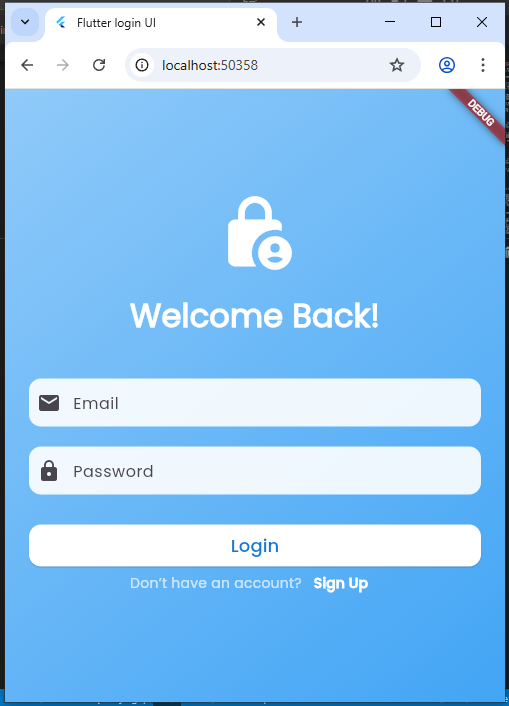 Flutter login UI
localhost:50358
DEBUG
Welcome Back!
Email
Password
Login
Don't have an account? Sign Up